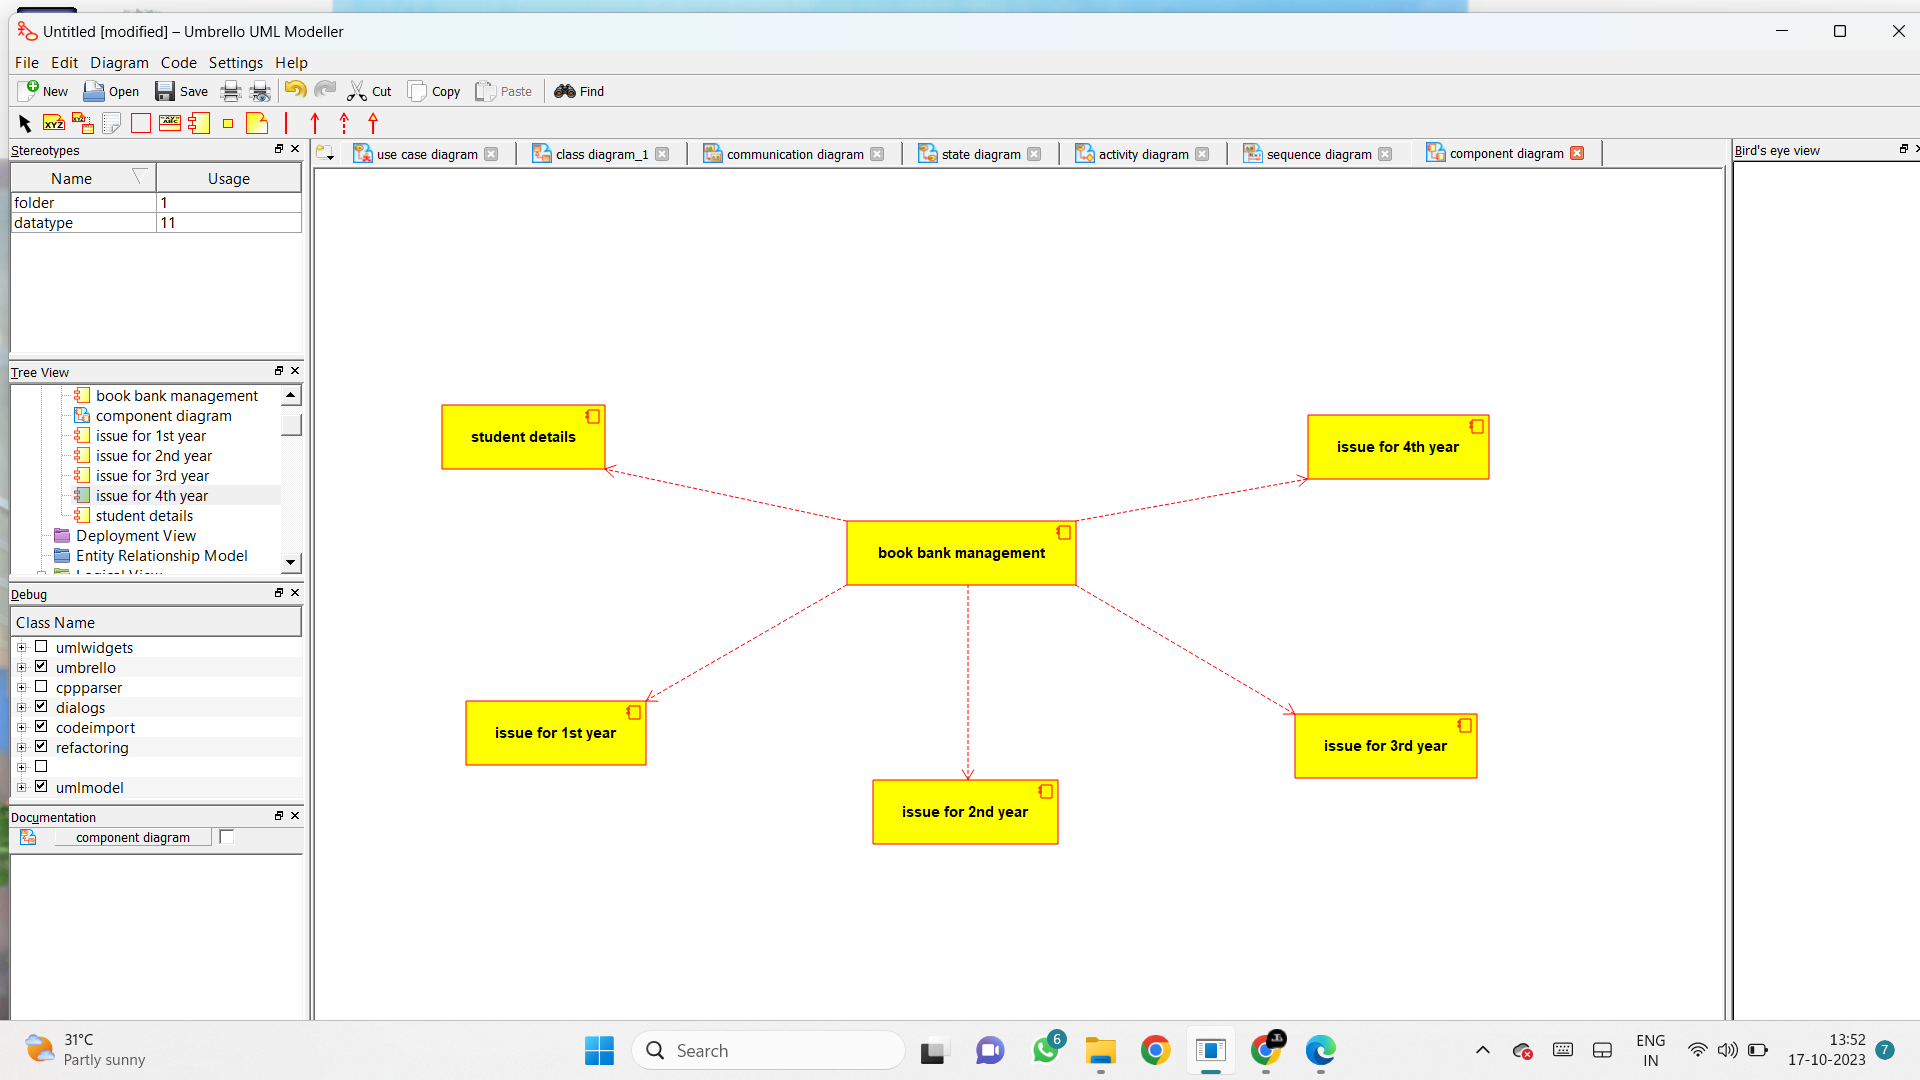 Untitled [modified] – Umbrello UML Modeller
File Edit Diagram Code Settings Help
New Open Save Cut Copy Paste Find
XYZ
Stereotypes
Name Usage
folder 1
datatype 11
use case diagram class diagram_1 communication diagram state diagram activity diagram sequence diagram component diagram
Bird's eye view
Tree View
book bank management
component diagram
issue for 1st year
issue for 2nd year
issue for 3rd year
issue for 4th year
student details
Deployment View
Entity Relationship Model
Logical View
Debug
Class Name
umlwidgets
umbrello
cppparser
dialogs
codeimport
refactoring
umlmodel
Documentation
component diagram
student details
issue for 4th year
book bank management
issue for 1st year
issue for 3rd year
issue for 2nd year
31°C
Partly sunny
Search
6
ENG
IN
13:52
17-10-2023
7